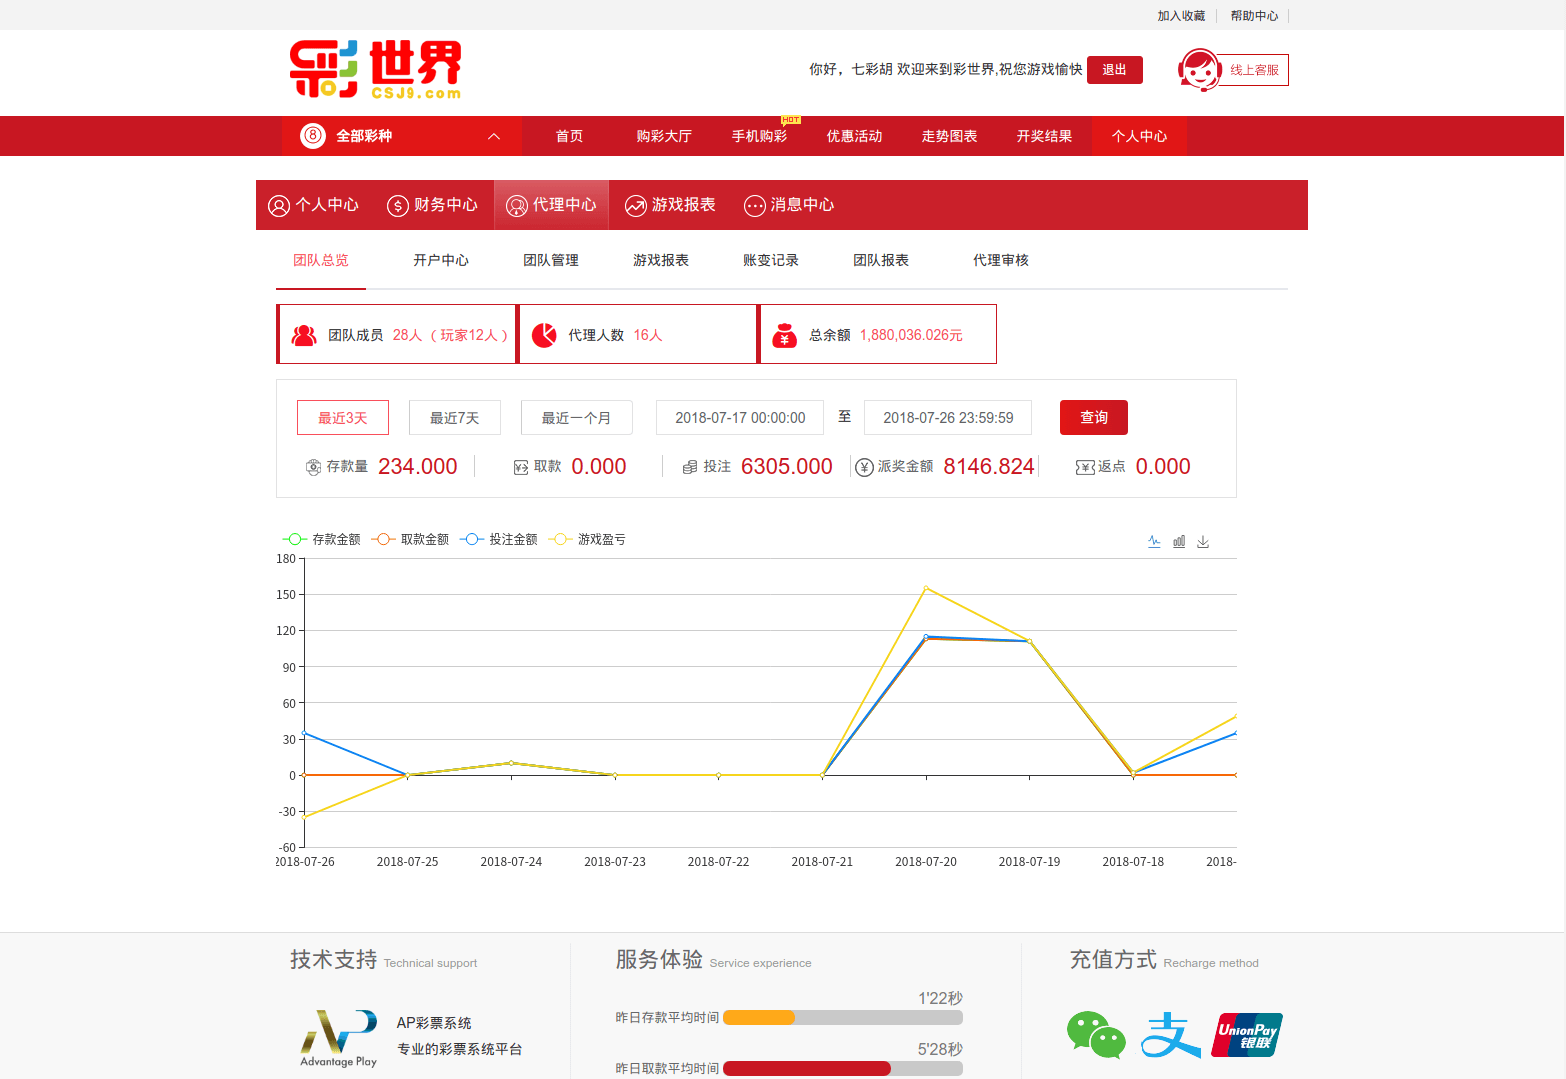 加入收藏 帮助中心
彩世界
CSJ9.com
你好，七彩胡 欢迎来到彩世界,祝您游戏愉快 退出 线上客服
HOT
8 全部彩种 首页 购彩大厅 手机购彩 优惠活动 走势图表 开奖结果 个人中心
个人中心 财务中心 代理中心 游戏报表 消息中心
团队总览 开户中心 团队管理 游戏报表 账变记录 团队报表 代理审核
团队成员 28人 （ 玩家12人 ） 代理人数 16人 总余额 1,880,036.026元
最近3天 最近7天 最近一个月 2018-07-17 00:00:00 至 2018-07-26 23:59:59 查询
存款量 234.000 取款 0.000 投注 6305.000 派奖金额 8146.824 返点 0.000
存款金额 取款金额 投注金额 游戏盈亏
180
150
120
90
60
30
0
-30
-60
2018-07-26 2018-07-25 2018-07-24 2018-07-23 2018-07-22 2018-07-21 2018-07-20 2018-07-19 2018-07-18 2018-
技术支持 Technical support 服务体验 Service experience 充值方式 Recharge method
1'22秒
昨日存款平均时间
AP彩票系统
专业的彩票系统平台
Advantage Play
UnionPay
银联
支
5'28秒
昨日取款平均时间